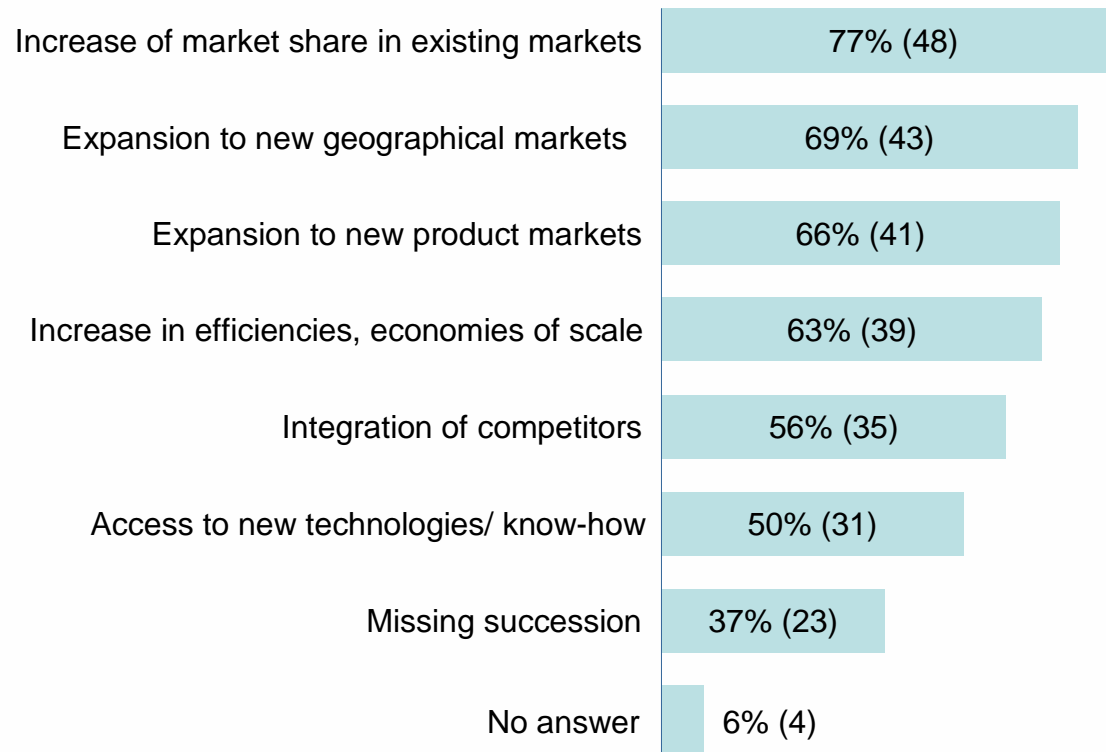 Increase of market share in existing markets 77% (48)
Expansion to new geographical markets 69% (43)
Expansion to new product markets 66% (41)
Increase in efficiencies, economies of scale 63% (39)
Integration of competitors 56% (35)
Access to new technologies/ know-how 50% (31)
Missing succession 37% (23)
No answer 6% (4)